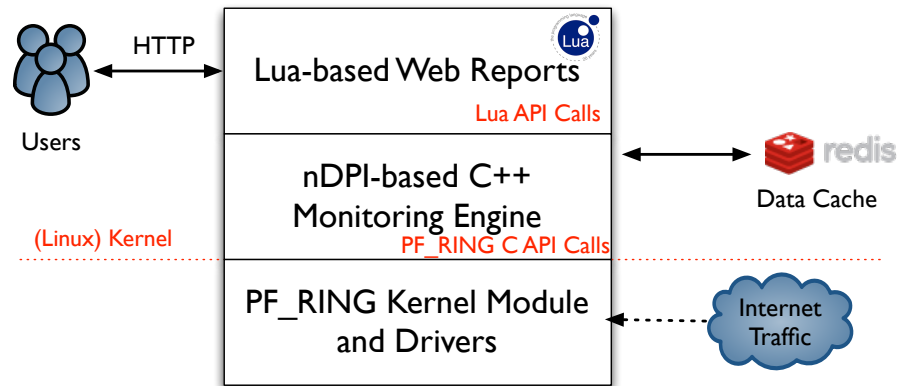 HTTP
Lua
Lua-based Web Reports
Lua API Calls
Users
redis
nDPI-based C++
Monitoring Engine
Data Cache
(Linux) Kernel
PF_RING C API Calls
PF_RING Kernel Module
and Drivers
Internet
Traffic